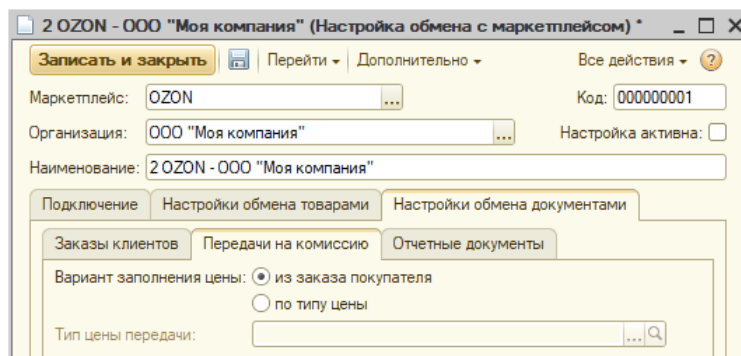 2 OZON - ООО "Моя компания" (Настройка обмена с маркетплейсом) *
Записать и закрыть Перейти Дополнительно Все действия ?
Маркетплейс: OZON ... Код: 000000001
Организация: ООО "Моя компания" ... Настройка активна:
Наименование: 2 OZON - ООО "Моя компания"
Подключение Настройки обмена товарами Настройки обмена документами
Заказы клиентов Передачи на комиссию Отчетные документы
Вариант заполнения цены: из заказа покупателя
по типу цены
Тип цены передачи: ...